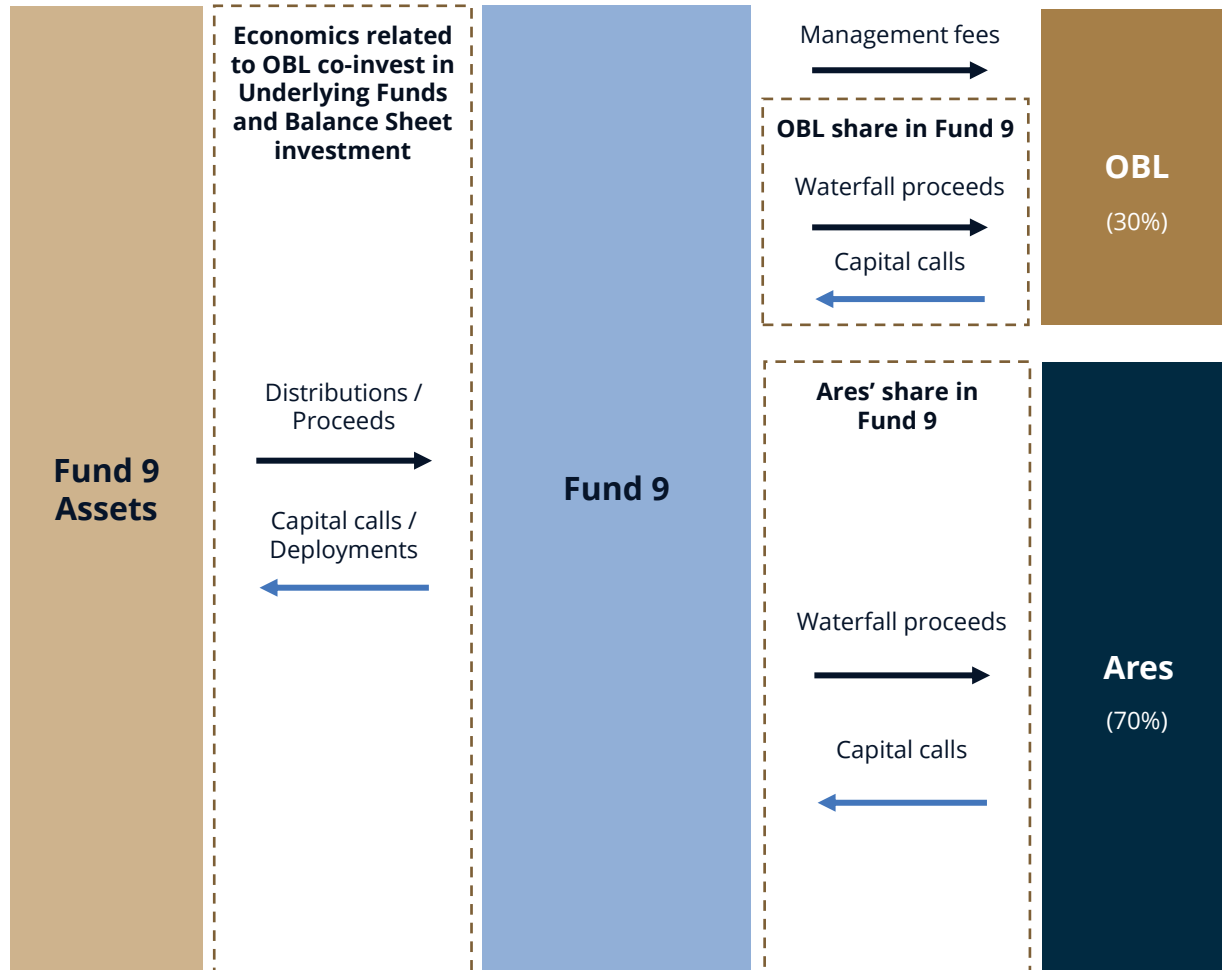 Economics related
to OBL co-invest in
Underlying Funds
and Balance Sheet
investment
Management fees
OBL share in Fund 9
Waterfall proceeds
Capital calls
OBL
(30%)
Distributions /
Proceeds
Capital calls /
Deployments
Fund 9
Assets
Fund 9
Ares’ share in
Fund 9
Waterfall proceeds
Capital calls
Ares
(70%)